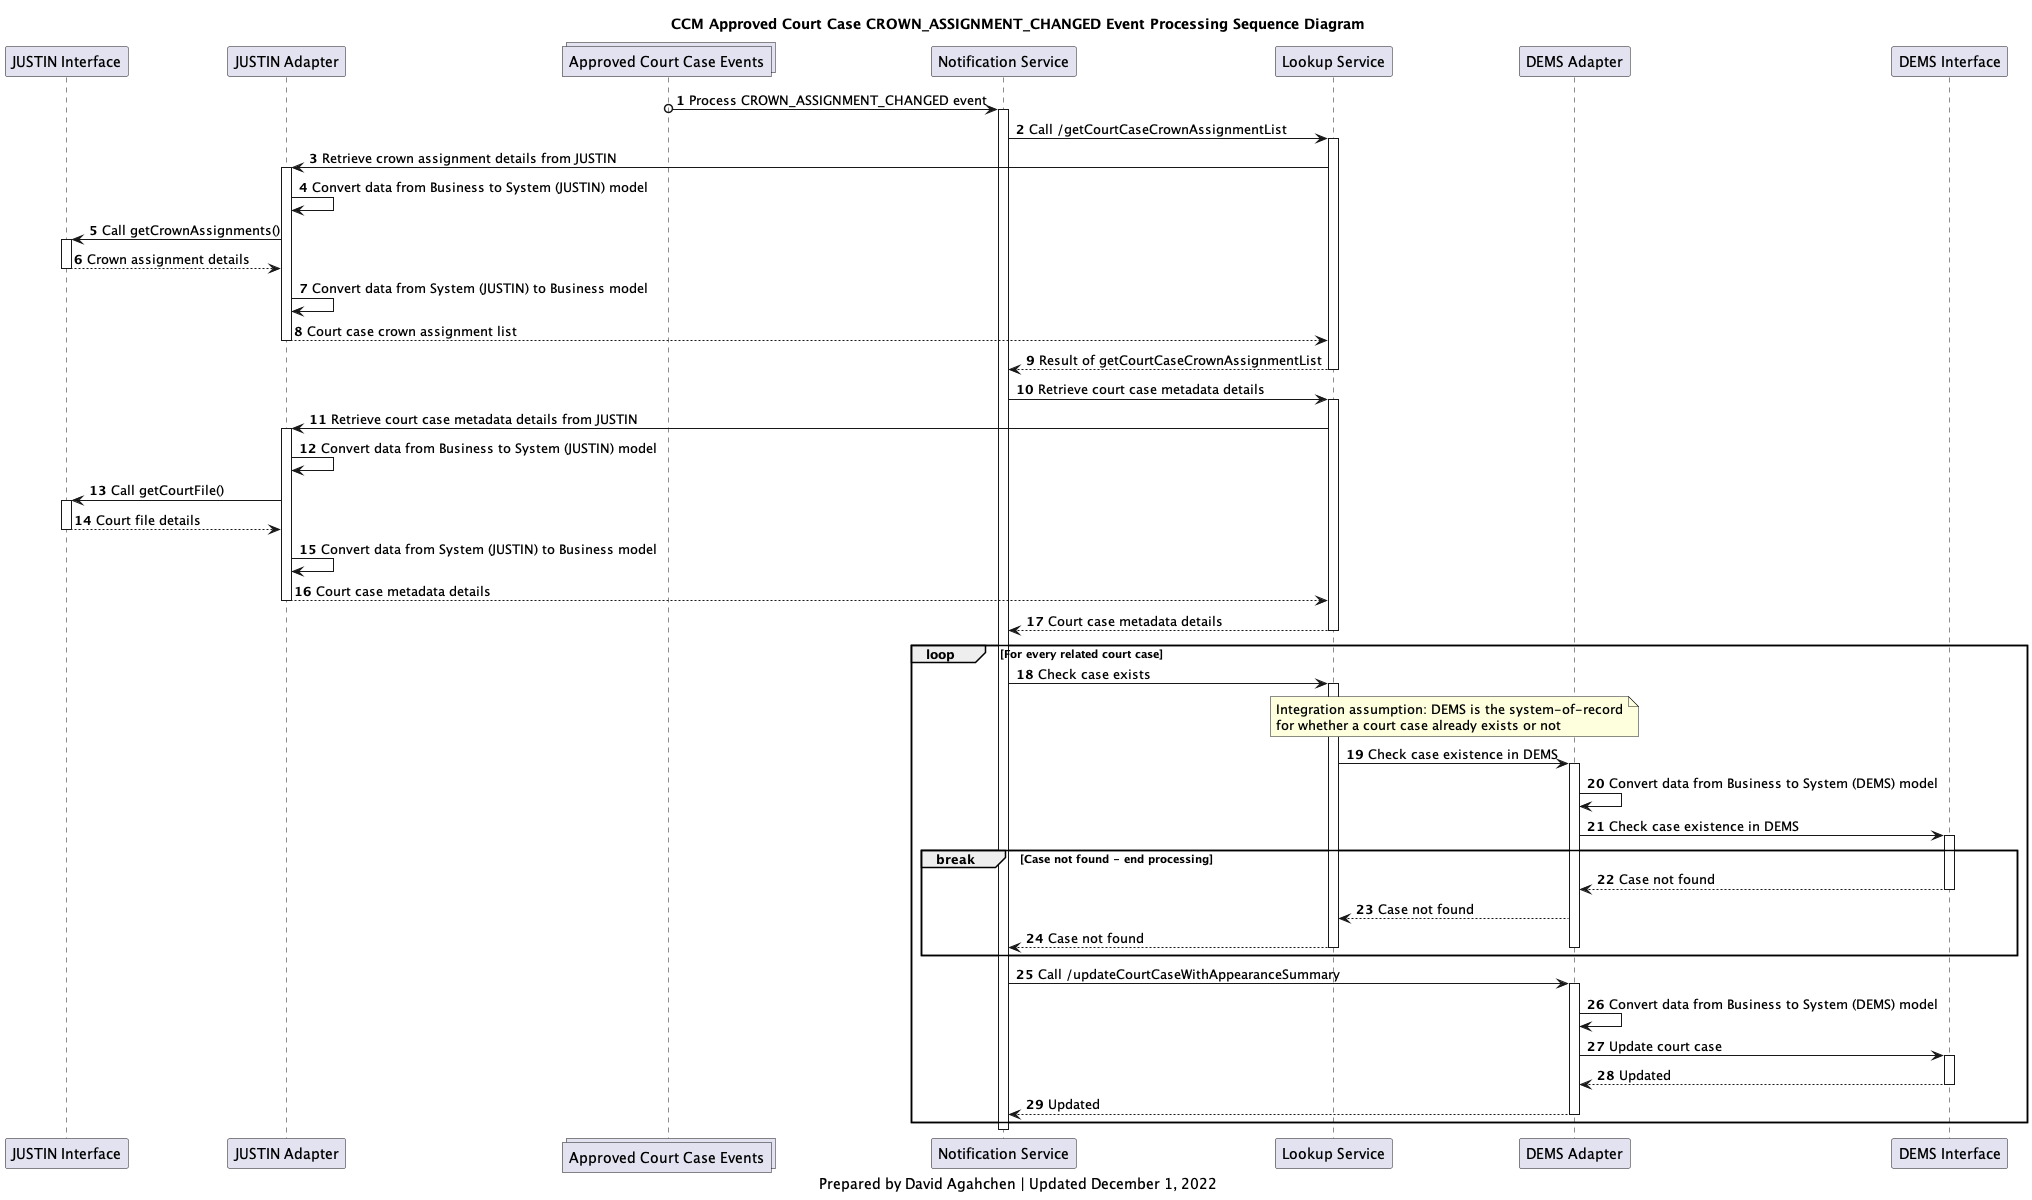 CCM Approved Court Case CROWN_ASSIGNMENT_CHANGED Event Processing Sequence Diagram
JUSTIN Interface
JUSTIN Adapter
Approved Court Case Events
Notification Service
Lookup Service
DEMS Adapter
DEMS Interface
1 Process CROWN_ASSIGNMENT_CHANGED event
2 Call /getCourtCaseCrownAssignmentList
3 Retrieve crown assignment details from JUSTIN
4 Convert data from Business to System (JUSTIN) model
5 Call getCrownAssignments()
6 Crown assignment details
7 Convert data from System (JUSTIN) to Business model
8 Court case crown assignment list
9 Result of getCourtCaseCrownAssignmentList
10 Retrieve court case metadata details
11 Retrieve court case metadata details from JUSTIN
12 Convert data from Business to System (JUSTIN) model
13 Call getCourtFile()
14 Court file details
15 Convert data from System (JUSTIN) to Business model
16 Court case metadata details
17 Court case metadata details
loop [For every related court case]
18 Check case exists
Integration assumption: DEMS is the system-of-record
for whether a court case already exists or not
19 Check case existence in DEMS
20 Convert data from Business to System (DEMS) model
21 Check case existence in DEMS
break [Case not found - end processing]
22 Case not found
23 Case not found
24 Case not found
25 Call /updateCourtCaseWithAppearanceSummary
26 Convert data from Business to System (DEMS) model
27 Update court case
28 Updated
29 Updated
JUSTIN Interface
JUSTIN Adapter
Approved Court Case Events
Notification Service
Lookup Service
DEMS Adapter
DEMS Interface
Prepared by David Agahchen | Updated December 1, 2022